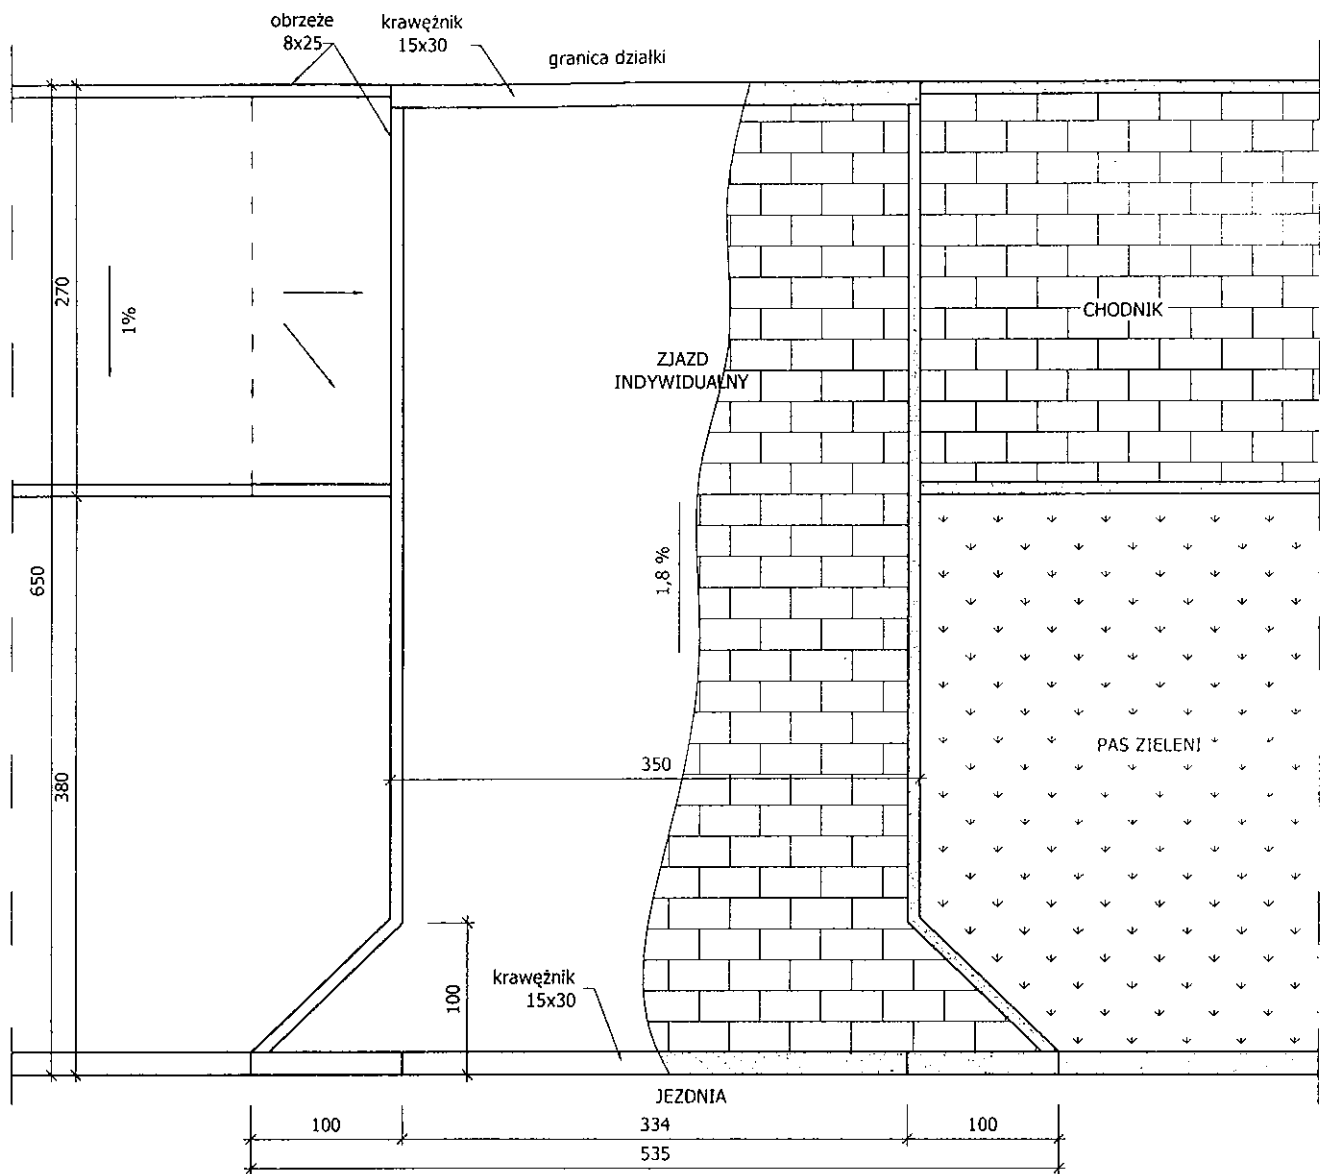 obrzeże
8x25
krawężnik
15x30
granica działki
270
1%
CHODNIK
ZJAZD
INDYWIDUALNY
650
1,8 %
380
350
PAS ZIELENI
100
krawężnik
15x30
JEZDNIA
100
334
100
535